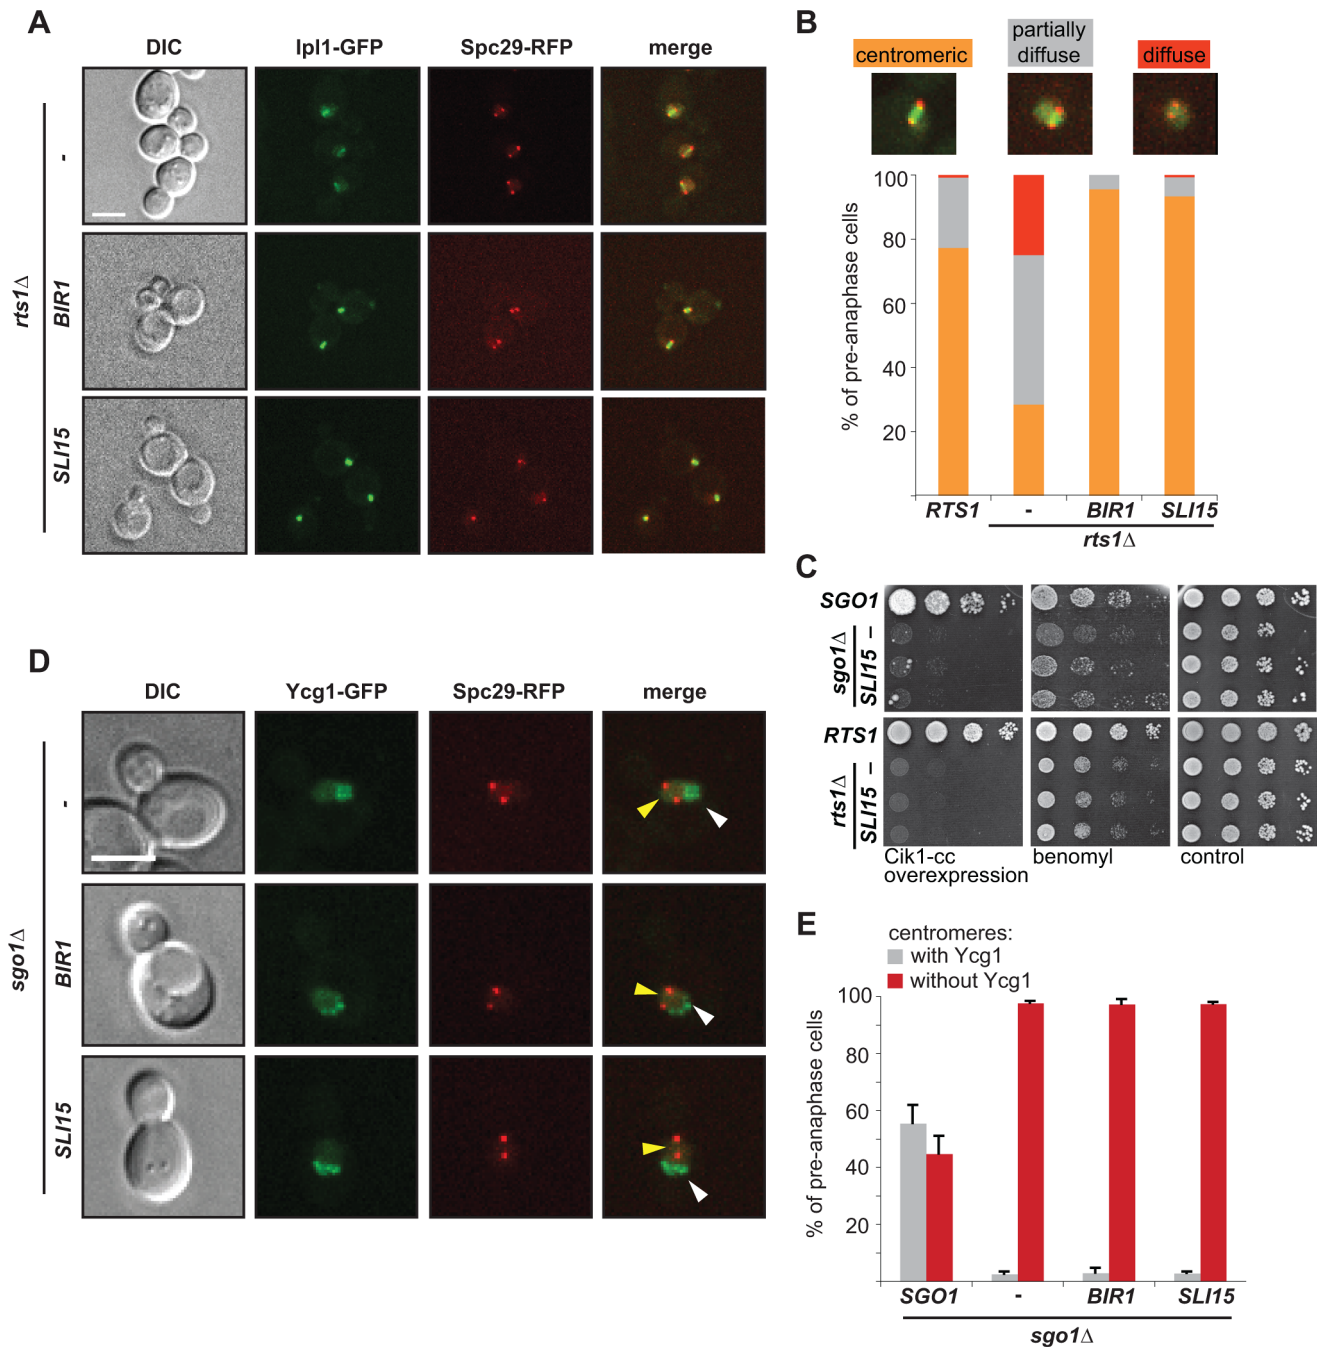 A
DIC
Ipl1-GFP
Spc29-RFP
merge
rts1Δ
-
BIR1
SLI15
B
centromeric
partially
diffuse
diffuse
% of pre-anaphase cells
100
80
60
40
20
RTS1
-
BIR1
SLI15
rts1Δ
C
SGO1
sgo1Δ
–
SLI15
RTS1
rts1Δ
–
SLI15
Cik1-cc
overexpression
benomyl
control
D
DIC
Ycg1-GFP
Spc29-RFP
merge
sgo1Δ
-
BIR1
SLI15
E
centromeres:
with Ycg1
without Ycg1
% of pre-anaphase cells
100
80
60
40
20
SGO1
-
BIR1
SLI15
sgo1Δ